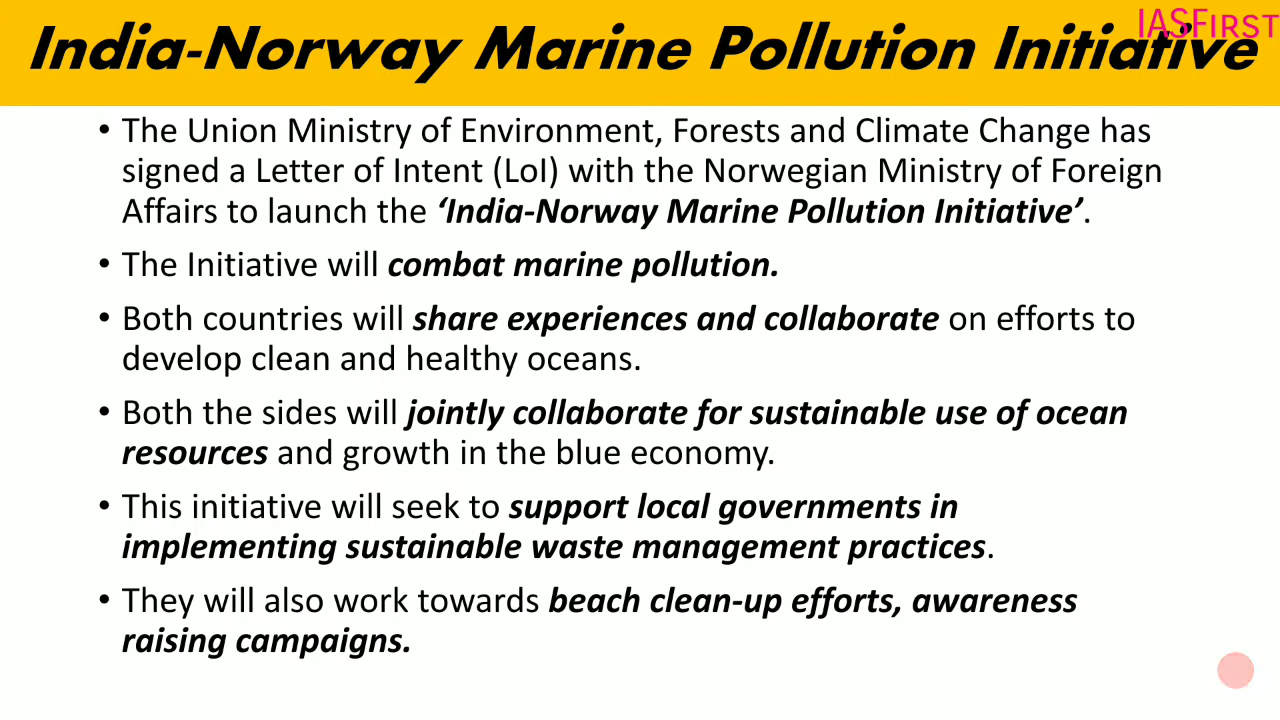 IASFIRST
India-Norway Marine Pollution Initiative
• The Union Ministry of Environment, Forests and Climate Change has
signed a Letter of Intent (LoI) with the Norwegian Ministry of Foreign
Affairs to launch the ‘India-Norway Marine Pollution Initiative’.
• The Initiative will combat marine pollution.
• Both countries will share experiences and collaborate on efforts to
develop clean and healthy oceans.
• Both the sides will jointly collaborate for sustainable use of ocean
resources and growth in the blue economy.
• This initiative will seek to support local governments in
implementing sustainable waste management practices.
• They will also work towards beach clean-up efforts, awareness
raising campaigns.